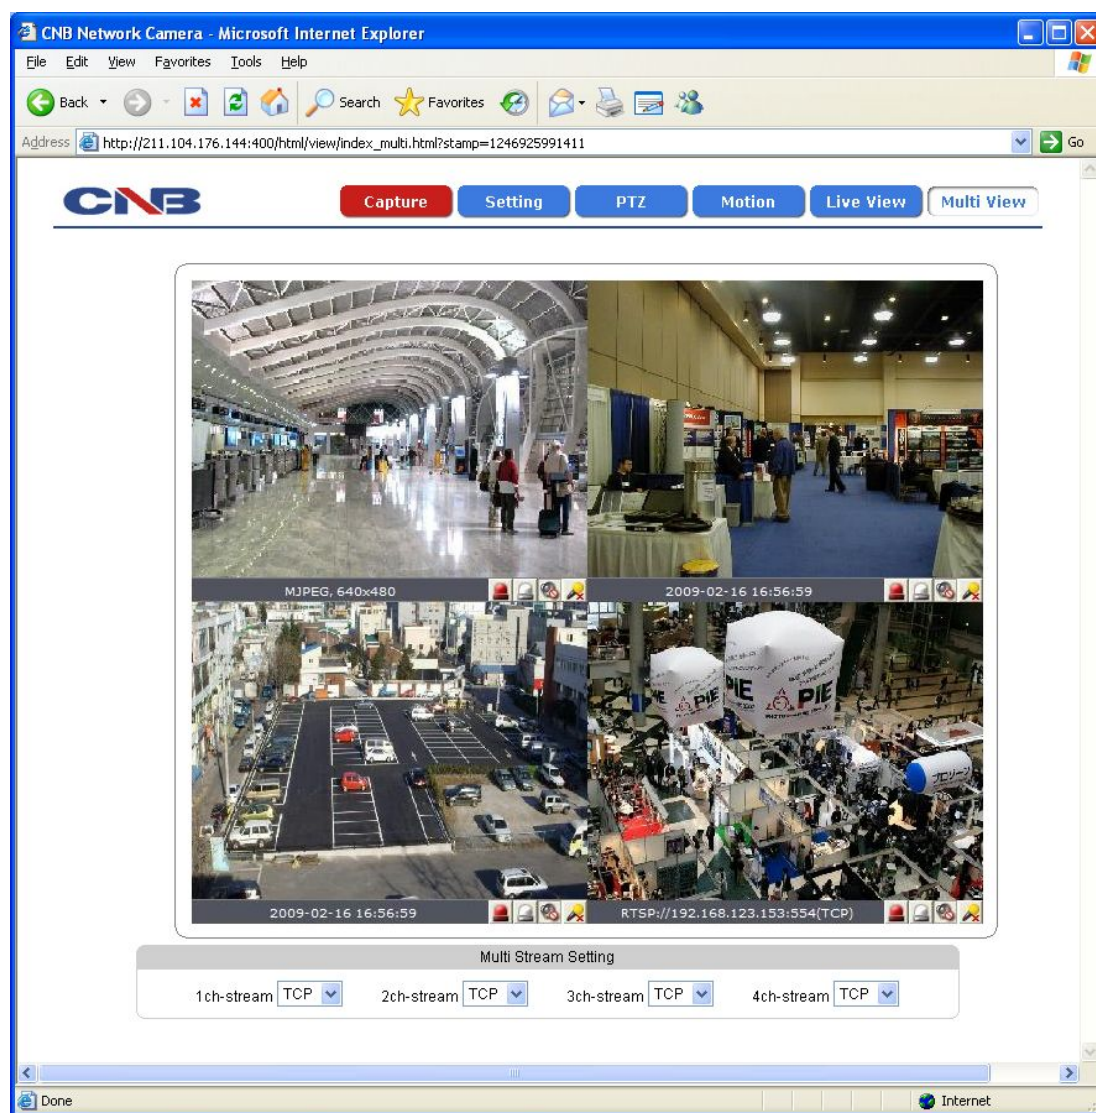 CNB Network Camera - Microsoft Internet Explorer
File Edit View Favorites Tools Help
Back Search Favorites
Address http://211.104.176.144:400/html/view/index_multi.html?stamp=1246925991411 Go
CNB Capture Setting PTZ Motion Live View Multi View
MJPEG, 640x480 2009-02-16 16:56:59
PIE PIE
プロ
2009-02-16 16:56:59 RTSP://192.168.123.153:554(TCP)
Multi Stream Setting
1ch-stream TCP 2ch-stream TCP 3ch-stream TCP 4ch-stream TCP
Done Internet